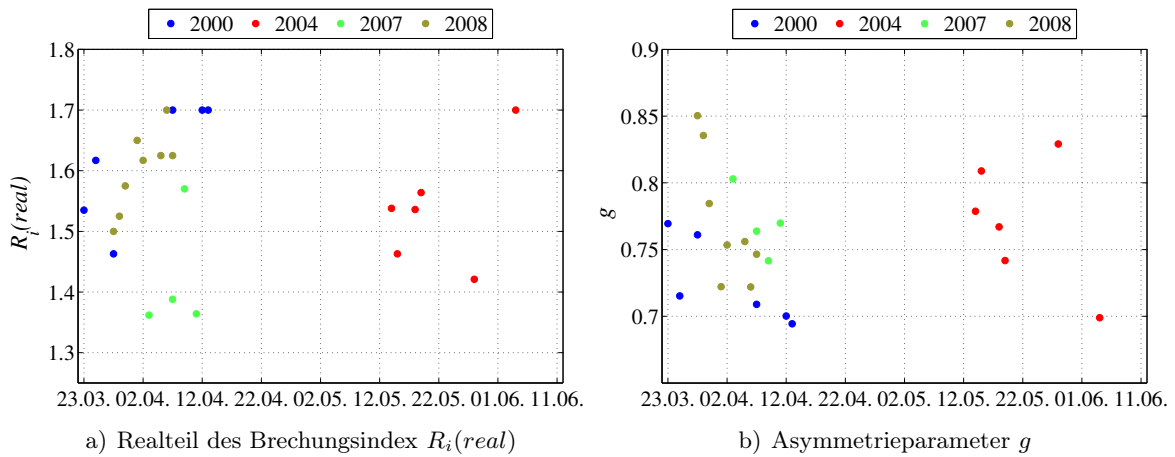 2000 2004 2007 2008
1.8
1.7
1.6
1.5
1.4
1.3
R_i(real)
23.03. 02.04. 12.04. 22.04. 02.05. 12.05. 22.05. 01.06. 11.06.
a) Realteil des Brechungsindex R_i(real)
2000 2004 2007 2008
0.9
0.85
0.8
0.75
0.7
g
23.03. 02.04. 12.04. 22.04. 02.05. 12.05. 22.05. 01.06. 11.06.
b) Asymmetrieparameter g